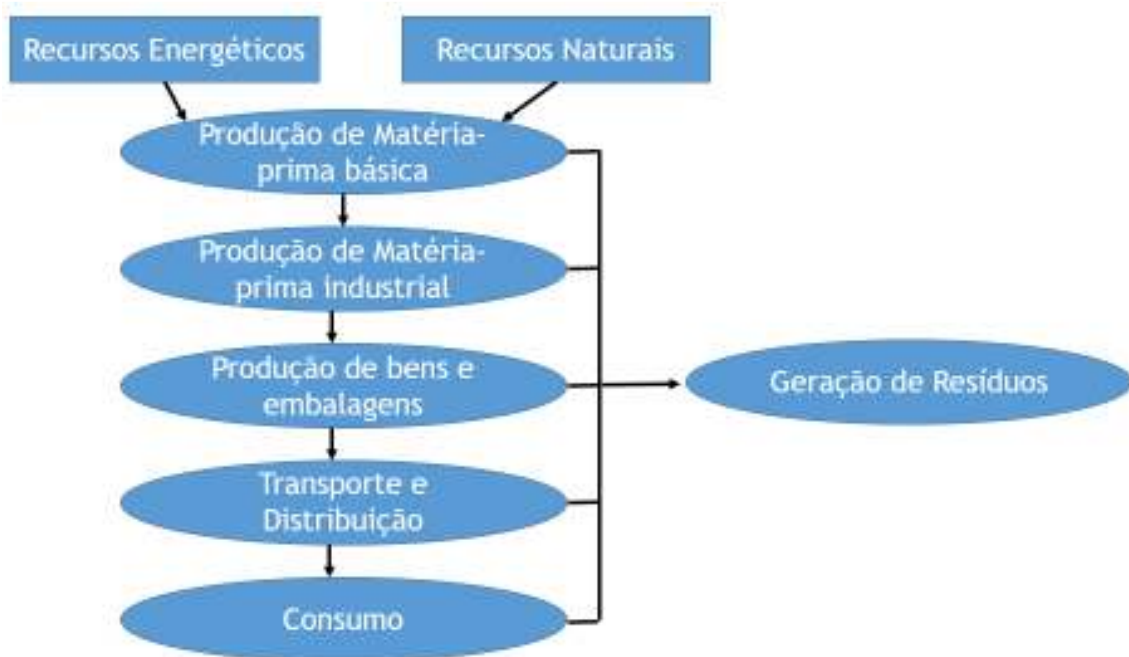 Recursos Energéticos
Recursos Naturais
Produção de Matéria-
prima básica
Produção de Matéria-
prima industrial
Produção de bens e
embalagens
Geração de Resíduos
Transporte e
Distribuição
Consumo